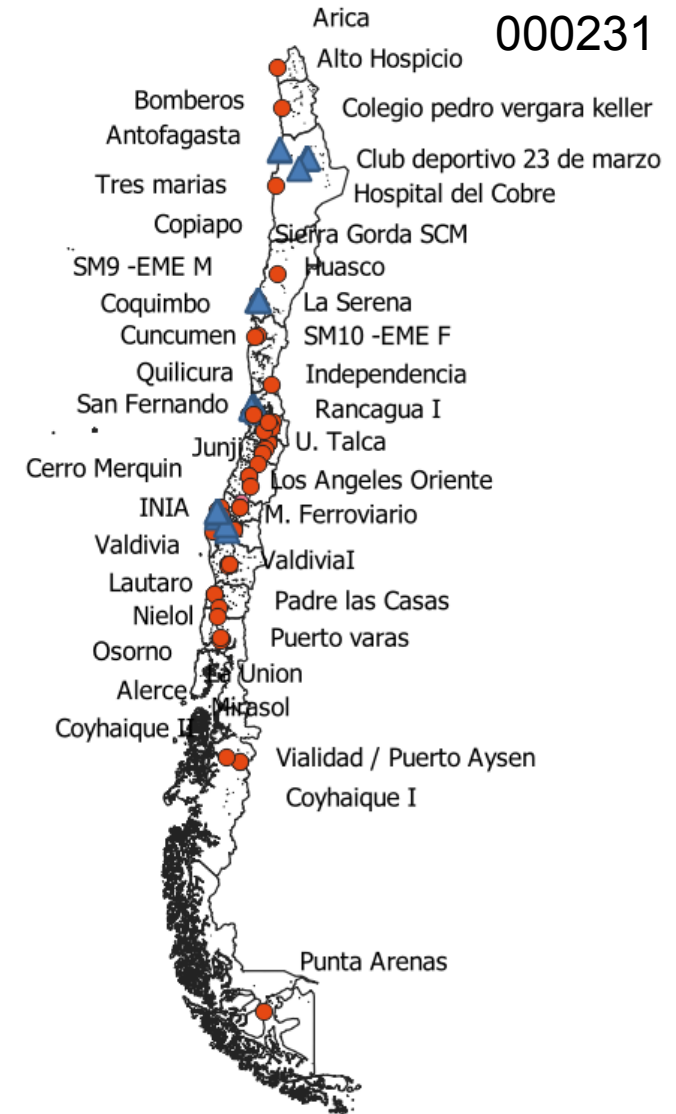 Arica
000231
Alto Hospicio
Bomberos
Colegio pedro vergara keller
Antofagasta
Club deportivo 23 de marzo
Tres marias
Hospital del Cobre
Copiapo
Sierra Gorda SCM
SM9 -EME M
Huasco
Coquimbo
La Serena
Cuncumen
SM10 -EME F
Quilicura
Independencia
San Fernando
Rancagua I
Junji
U. Talca
Cerro Merquin
Los Angeles Oriente
INIA
M. Ferroviario
Valdivia
ValdiviaI
Lautaro
Padre las Casas
Nielol
Puerto varas
Osorno
La Union
Alerce
Mirasol
Coyhaique II
Vialidad / Puerto Aysen
Coyhaique I
Punta Arenas